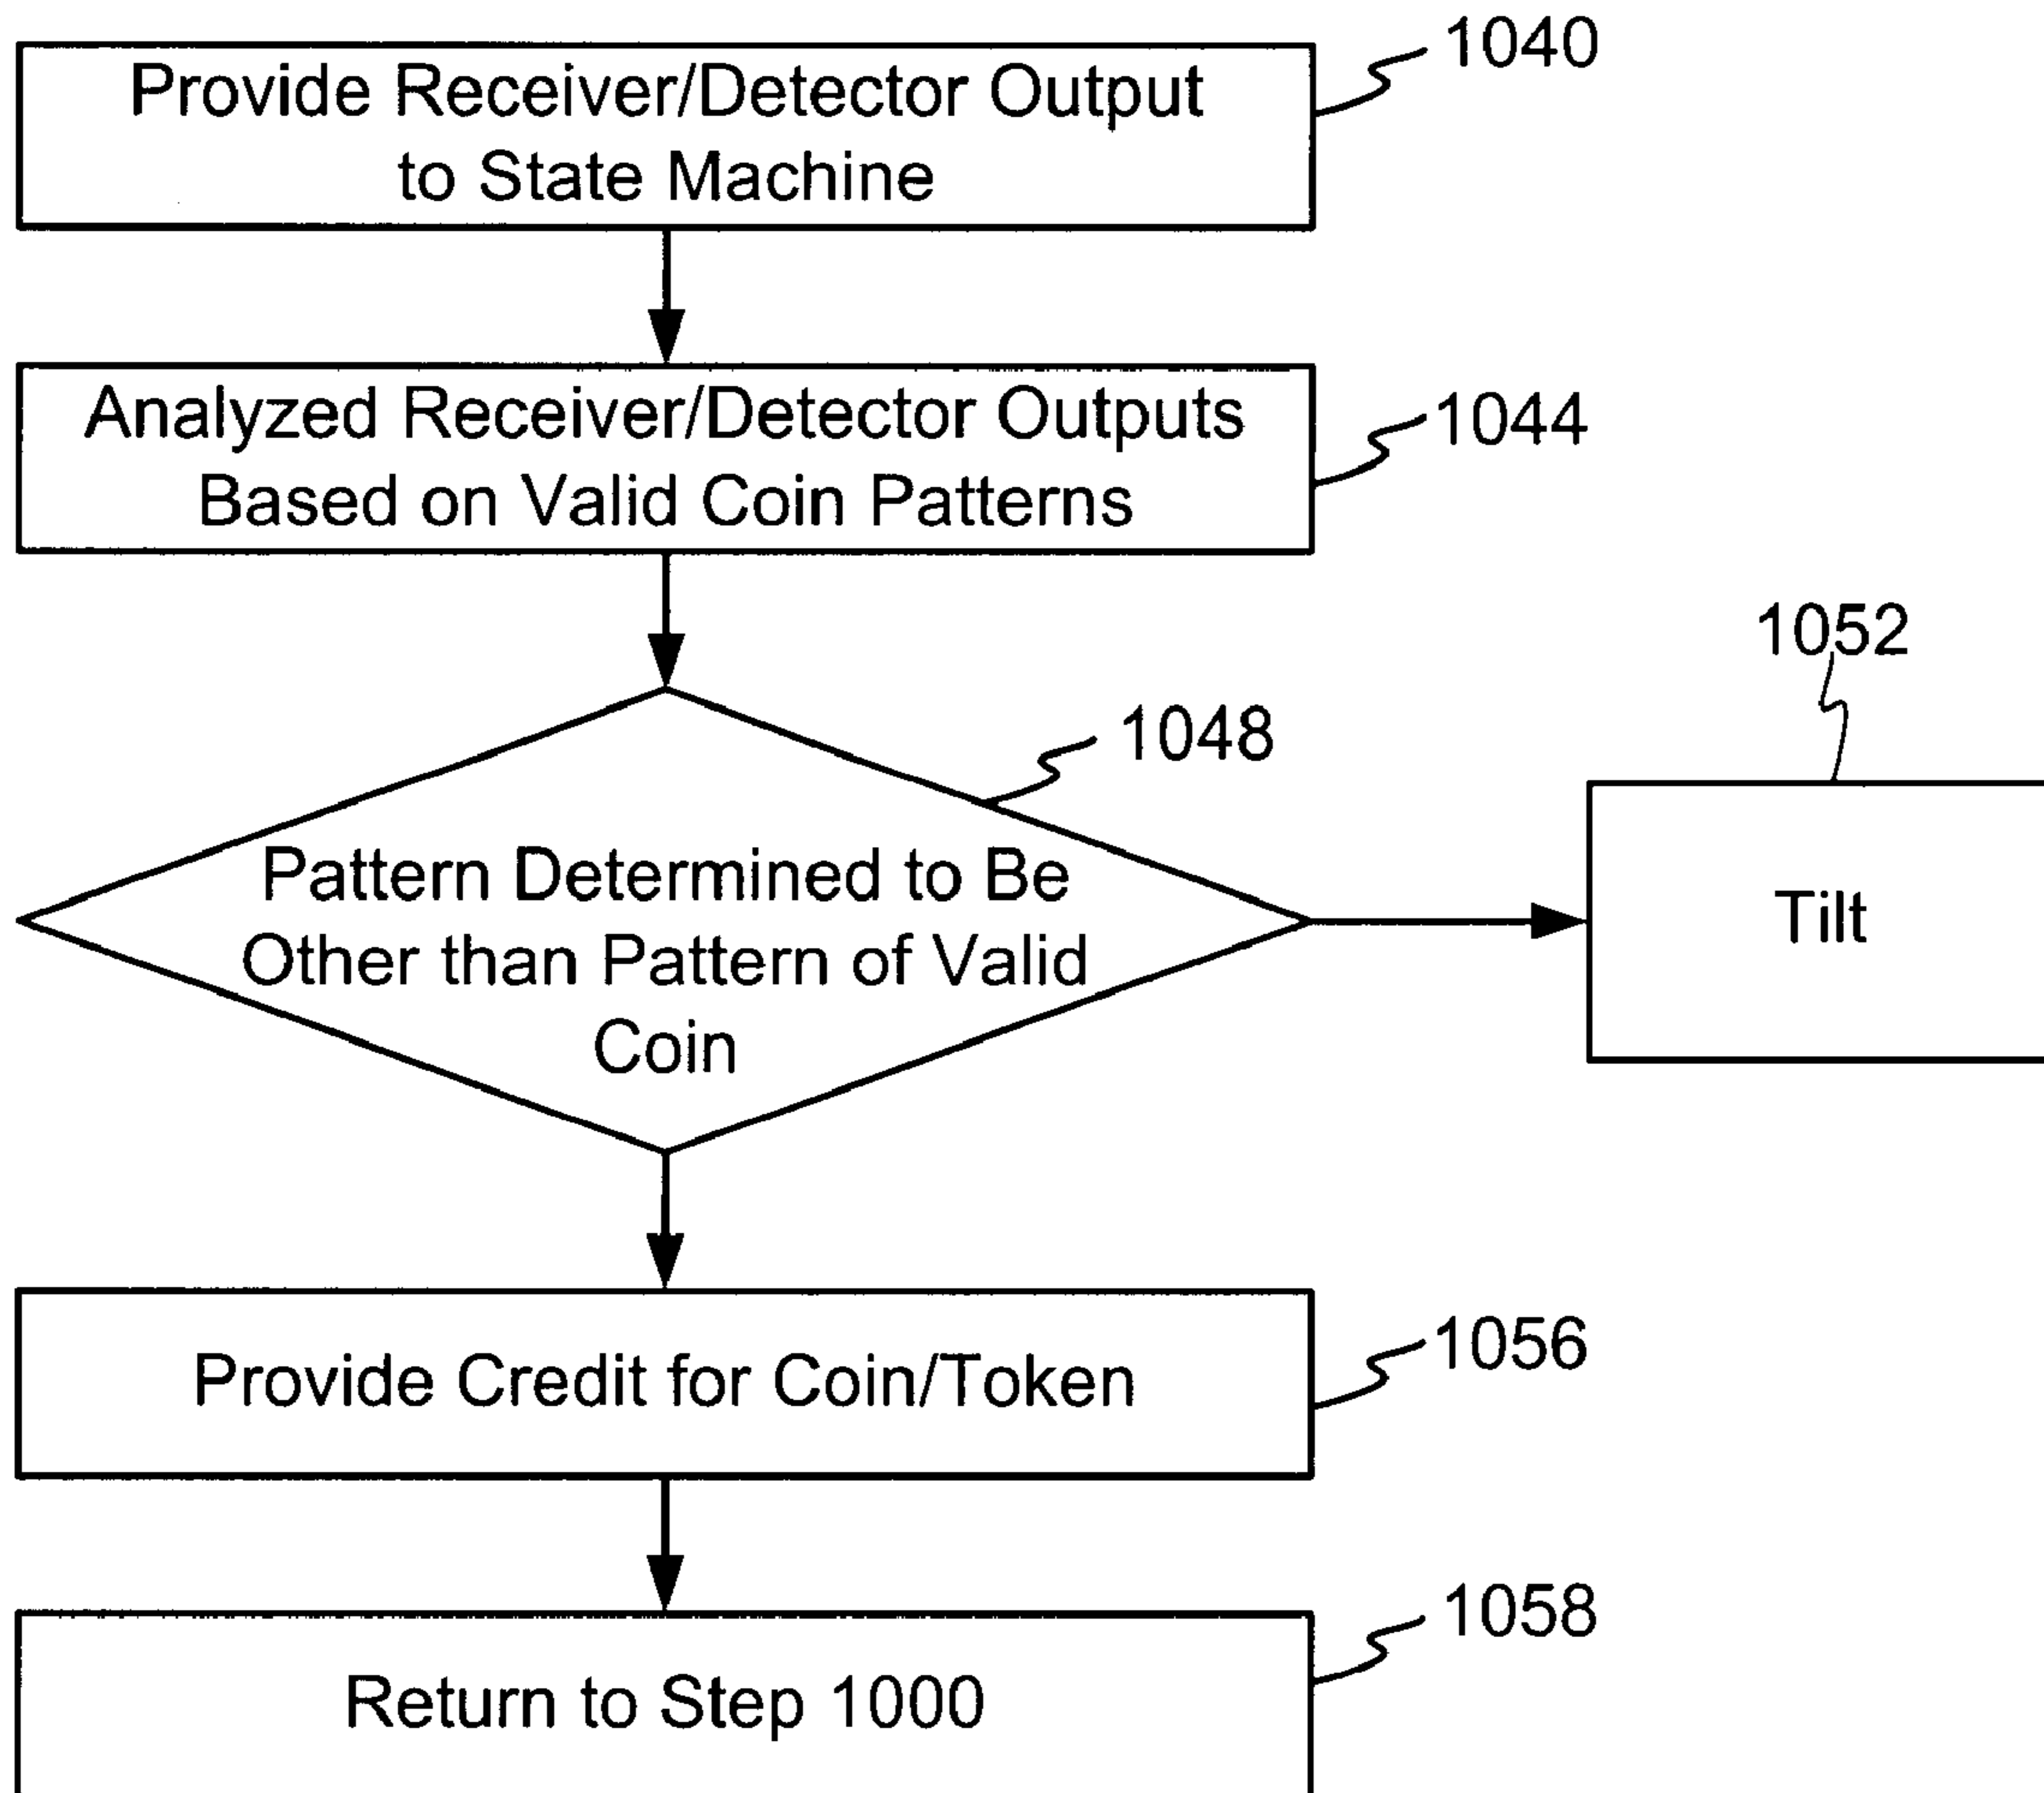 1040
Provide Receiver/Detector Output
to State Machine
1044
Analyzed Receiver/Detector Outputs
Based on Valid Coin Patterns
1052
1048
Pattern Determined to Be
Other than Pattern of Valid
Coin
Tilt
1056
Provide Credit for Coin/Token
1058
Return to Step 1000